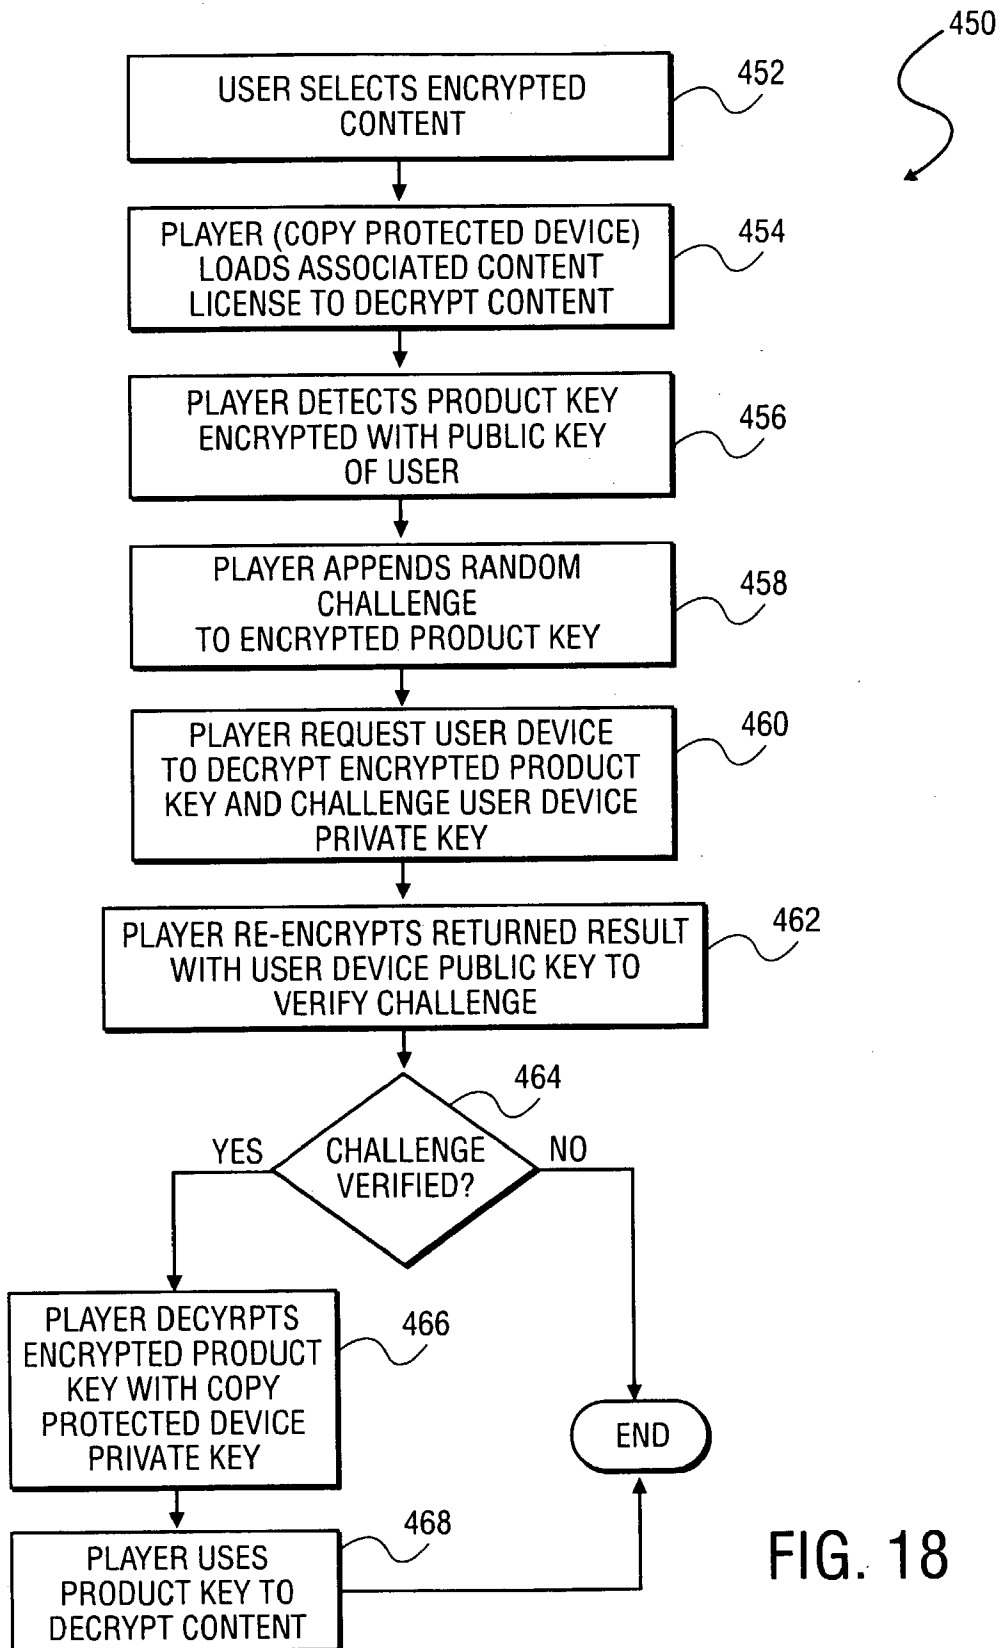 450
USER SELECTS ENCRYPTED
CONTENT
452
PLAYER (COPY PROTECTED DEVICE)
LOADS ASSOCIATED CONTENT
LICENSE TO DECRYPT CONTENT
454
PLAYER DETECTS PRODUCT KEY
ENCRYPTED WITH PUBLIC KEY
OF USER
456
PLAYER APPENDS RANDOM
CHALLENGE
TO ENCRYPTED PRODUCT KEY
458
PLAYER REQUEST USER DEVICE
TO DECRYPT ENCRYPTED PRODUCT
KEY AND CHALLENGE USER DEVICE
PRIVATE KEY
460
PLAYER RE-ENCRYPTS RETURNED RESULT
WITH USER DEVICE PUBLIC KEY TO
VERIFY CHALLENGE
462
464
YES
CHALLENGE
VERIFIED?
NO
PLAYER DECYRPTS
ENCRYPTED PRODUCT
KEY WITH COPY
PROTECTED DEVICE
PRIVATE KEY
466
END
PLAYER USES
PRODUCT KEY TO
DECRYPT CONTENT
468
FIG. 18